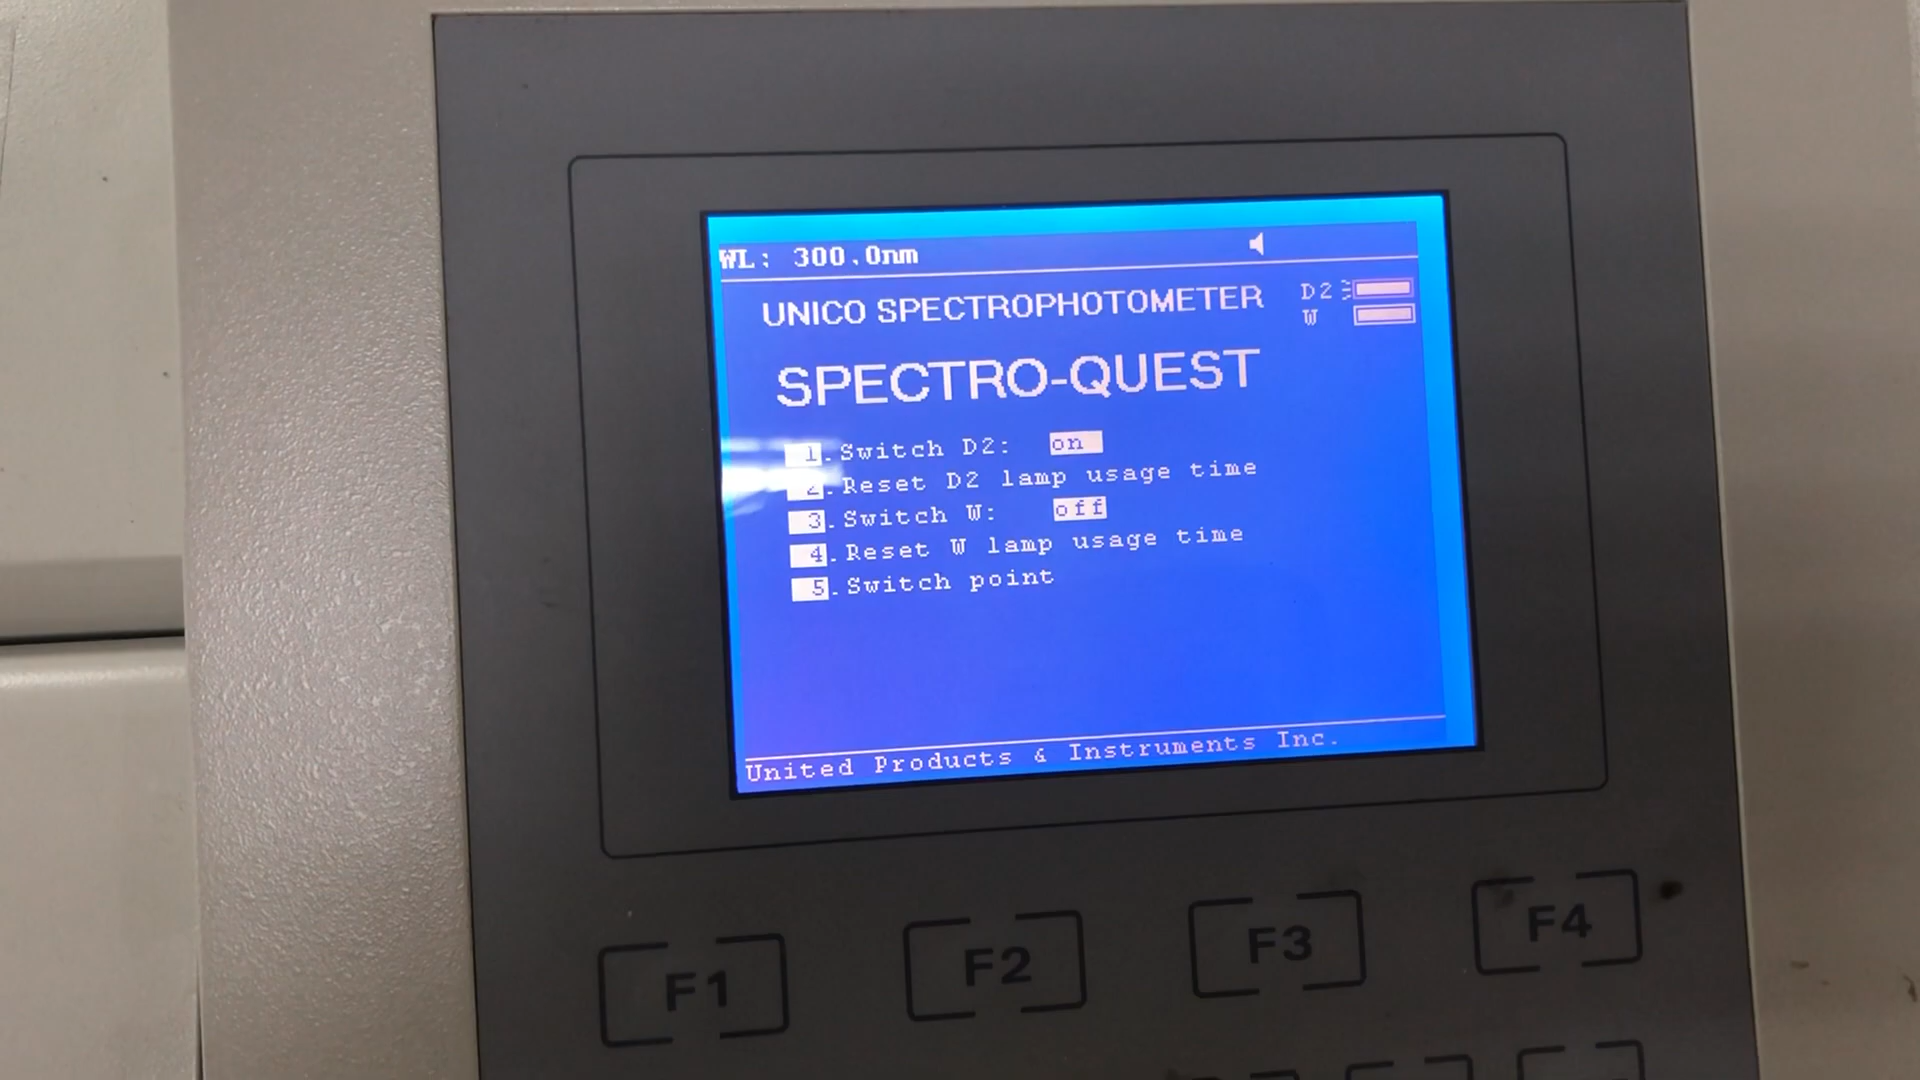 WL: 300.0nm
UNICO SPECTROPHOTOMETER
D2
W
SPECTRO-QUEST
1.Switch D2: on
2.Reset D2 lamp usage time
3.Switch W: off
4.Reset W lamp usage time
5.Switch point
United Products & Instruments Inc.
F1 F2 F3 F4